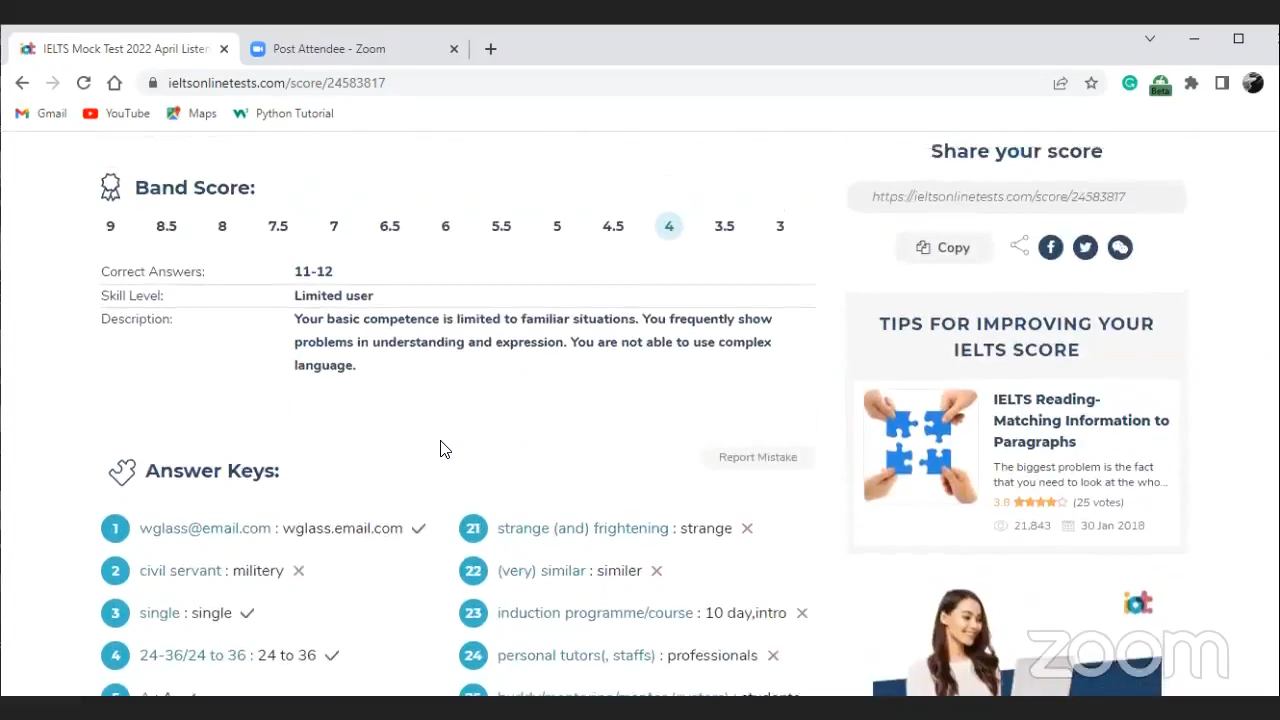 IELTS Mock Test 2022 April Listen
Post Attendee - Zoom
ieltsonlinetests.com/score/24583817
Beta
Gmail YouTube Maps Python Tutorial
Share your score
https://ieltsonlinetests.com/score/24583817
Copy
Band Score:
9 8.5 8 7.5 7 6.5 6 5.5 5 4.5 4 3.5 3
Correct Answers: 11-12
Skill Level: Limited user
Description: Your basic competence is limited to familiar situations. You frequently show
problems in understanding and expression. You are not able to use complex
language.
TIPS FOR IMPROVING YOUR
IELTS SCORE
IELTS Reading-
Matching Information to
Paragraphs
The biggest problem is the fact
that you need to look at the who...
3.8 (25 votes)
21,843 30 Jan 2018
Answer Keys:
Report Mistake
1 wglass@email.com : wglass.email.com
2 civil servant : militery
3 single : single
4 24-36/24 to 36 : 24 to 36
21 strange (and) frightening : strange
22 (very) similar : similer
23 induction programme/course : 10 day,intro
24 personal tutors(, staffs) : professionals
iot
zoom